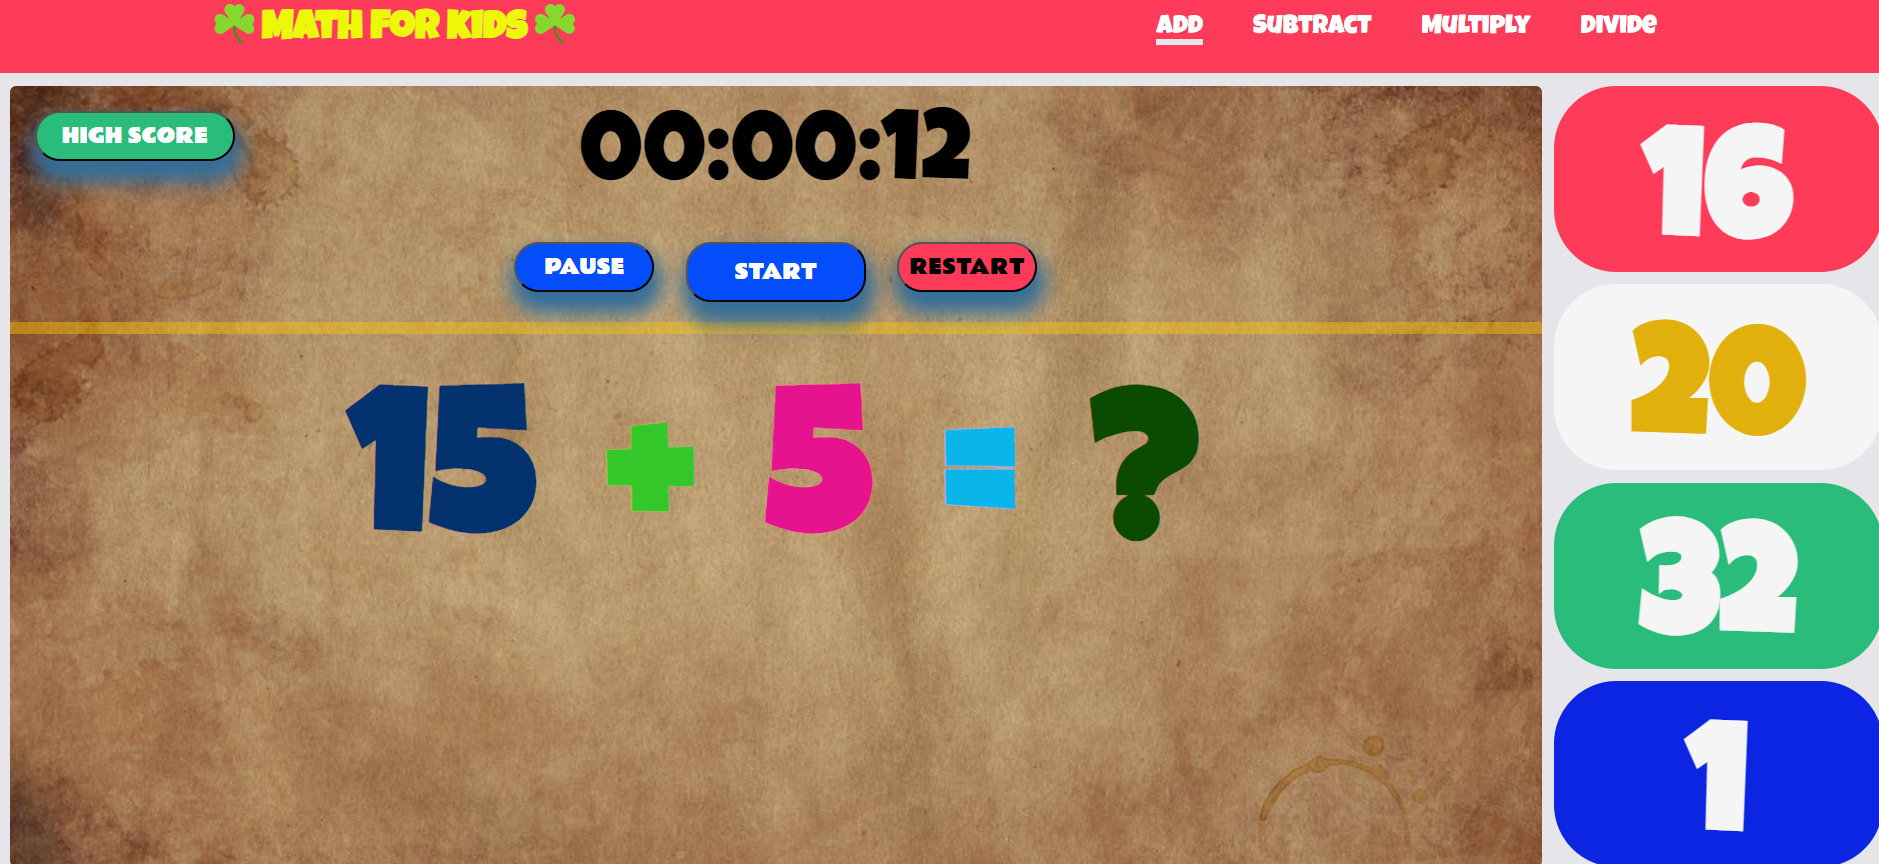 ☘️MATH FOR KIDS☘️
ADD SUBTRACT MULTIPLY DIVIDE
HIGH SCORE
00:00:12
PAUSE START RESTART
15 + 5 = ?
16
20
32
1